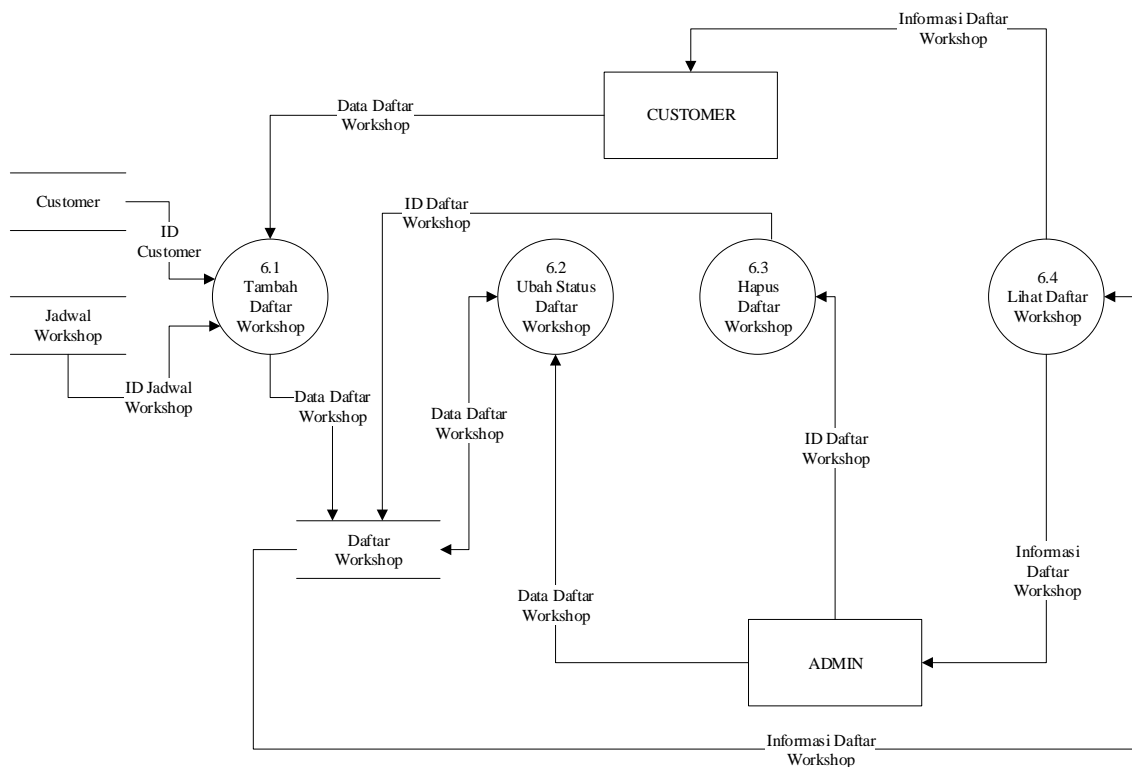 Informasi Daftar
Workshop
Data Daftar
Workshop
CUSTOMER
Customer
ID
Customer
ID Daftar
Workshop
6.1
Tambah
Daftar
Workshop
6.2
Ubah Status
Daftar
Workshop
6.3
Hapus
Daftar
Workshop
6.4
Lihat Daftar
Workshop
Jadwal
Workshop
ID Jadwal
Workshop
Data Daftar
Workshop
Data Daftar
Workshop
ID Daftar
Workshop
Daftar
Workshop
Informasi
Daftar
Workshop
Data Daftar
Workshop
ADMIN
Informasi Daftar
Workshop